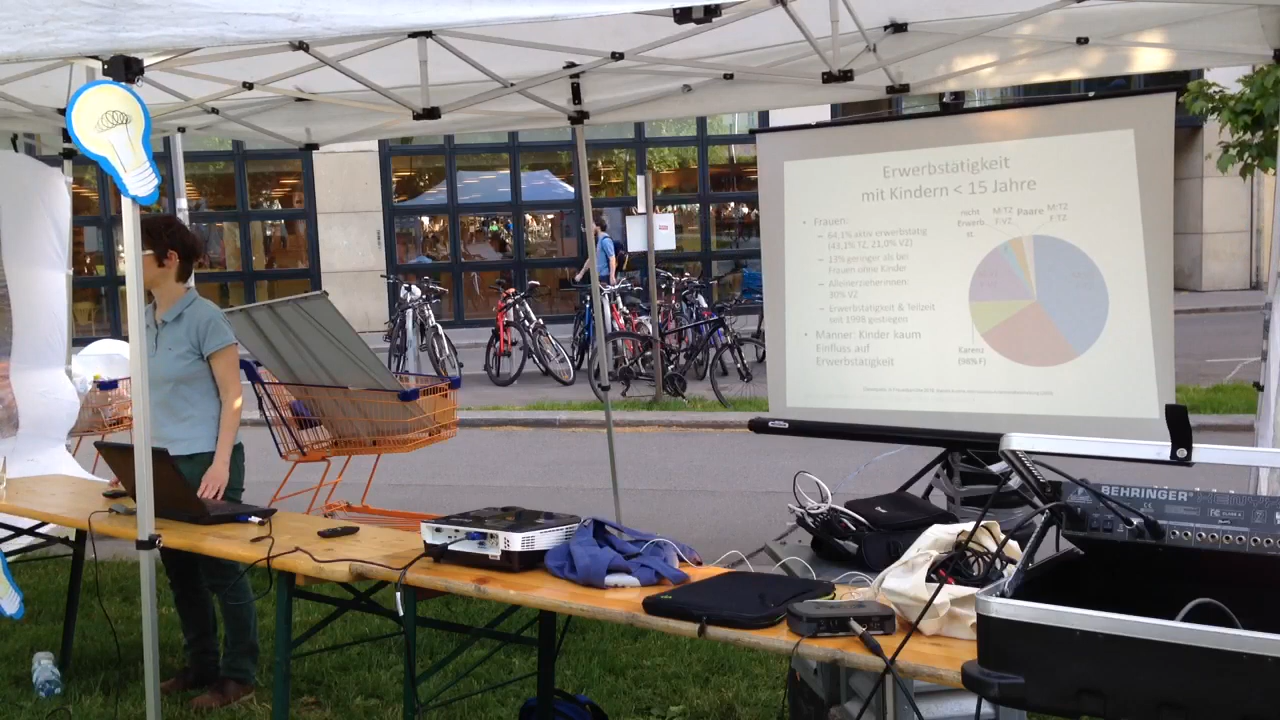 Erwerbstätigkeit
mit Kindern < 15 Jahre
• Frauen:
– 64,1% aktiv erwerbstätig
(43,1% TZ, 21,0% VZ)
– 13% geringer als bei
Frauen ohne Kinder
– Alleinerzieherinnen:
30% VZ
– Erwerbstätigkeit & Teilzeit
seit 1998 gestiegen
• Männer: Kinder kaum
Einfluss auf
Erwerbstätigkeit
nicht
Erwerb
st.
M:TZ
F:VZ
Paare
M:TZ
F:TZ
Karenz
(98% F)
BEHRINGER